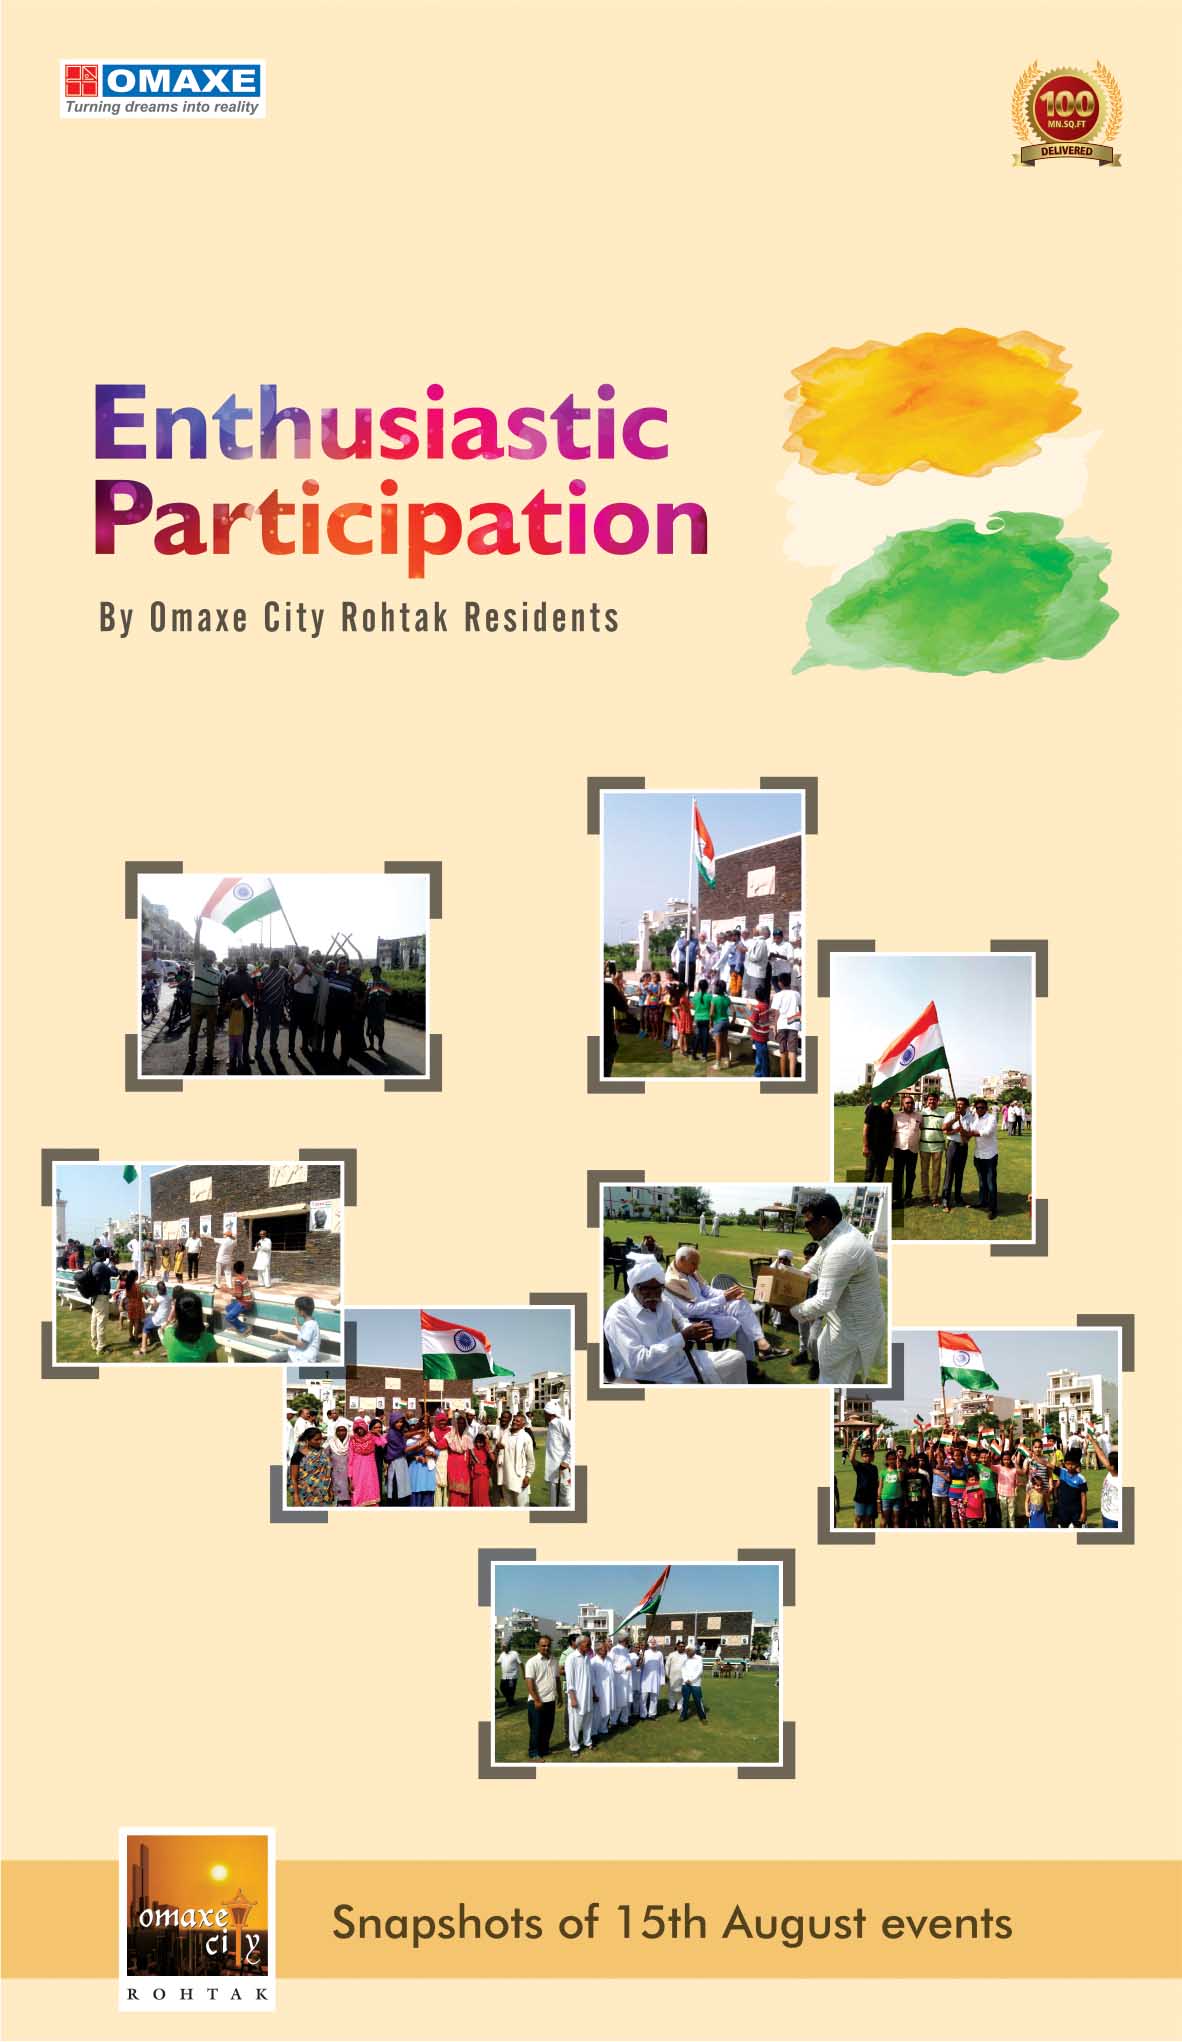 OMAXE
Turning dreams into reality
100
MN.SQ.FT
DELIVERED
Enthusiastic
Participation
By Omaxe City Rohtak Residents
omaxe
city
ROHTAK
Snapshots of 15th August events